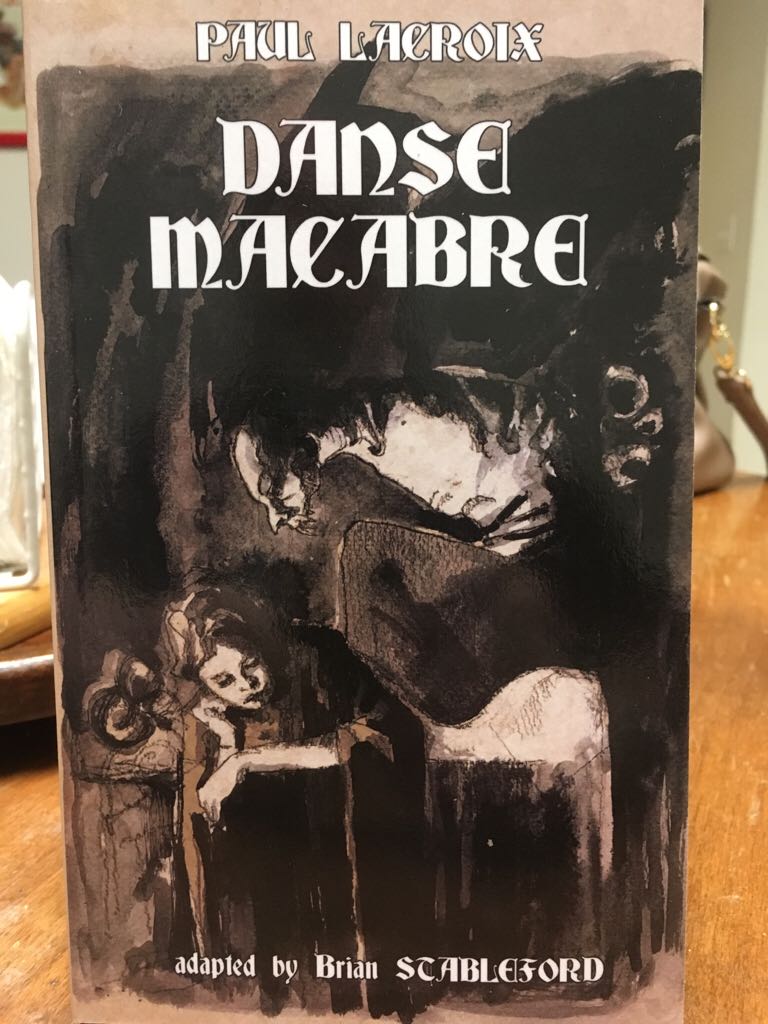 PAUL LACROIX
DANSE
MACABRE
adapted by Brian STABLEFORD